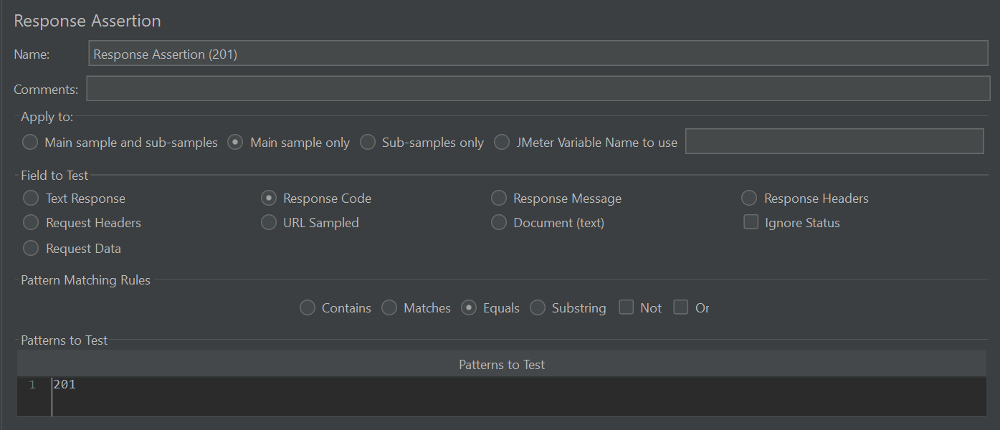 Response Assertion
Name: Response Assertion (201)
Comments:
Apply to:
Main sample and sub-samples Main sample only Sub-samples only JMeter Variable Name to use
Field to Test
Text Response Response Code Response Message Response Headers
Request Headers URL Sampled Document (text) Ignore Status
Request Data
Pattern Matching Rules
Contains Matches Equals Substring Not Or
Patterns to Test
Patterns to Test
1 201